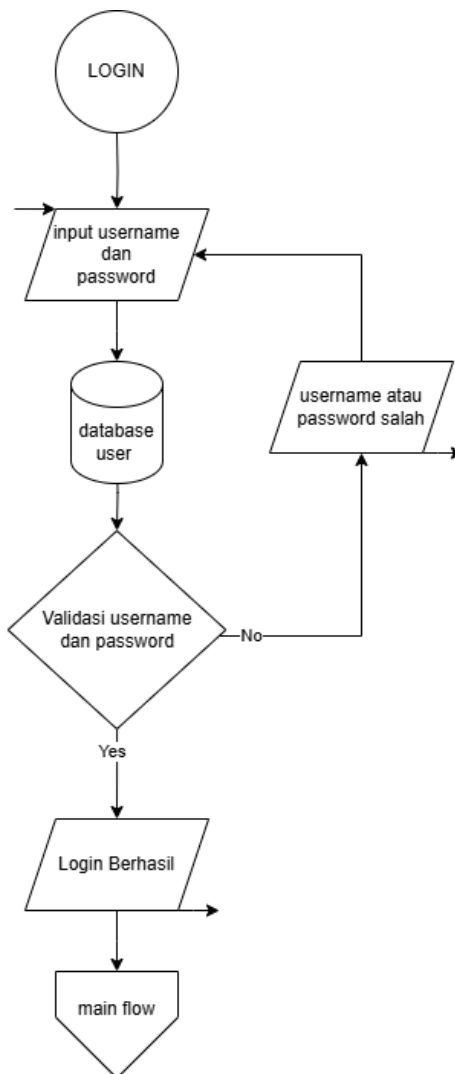 LOGIN
input username
dan
password
database
user
username atau
password salah
Validasi username
dan password
No
Yes
Login Berhasil
main flow